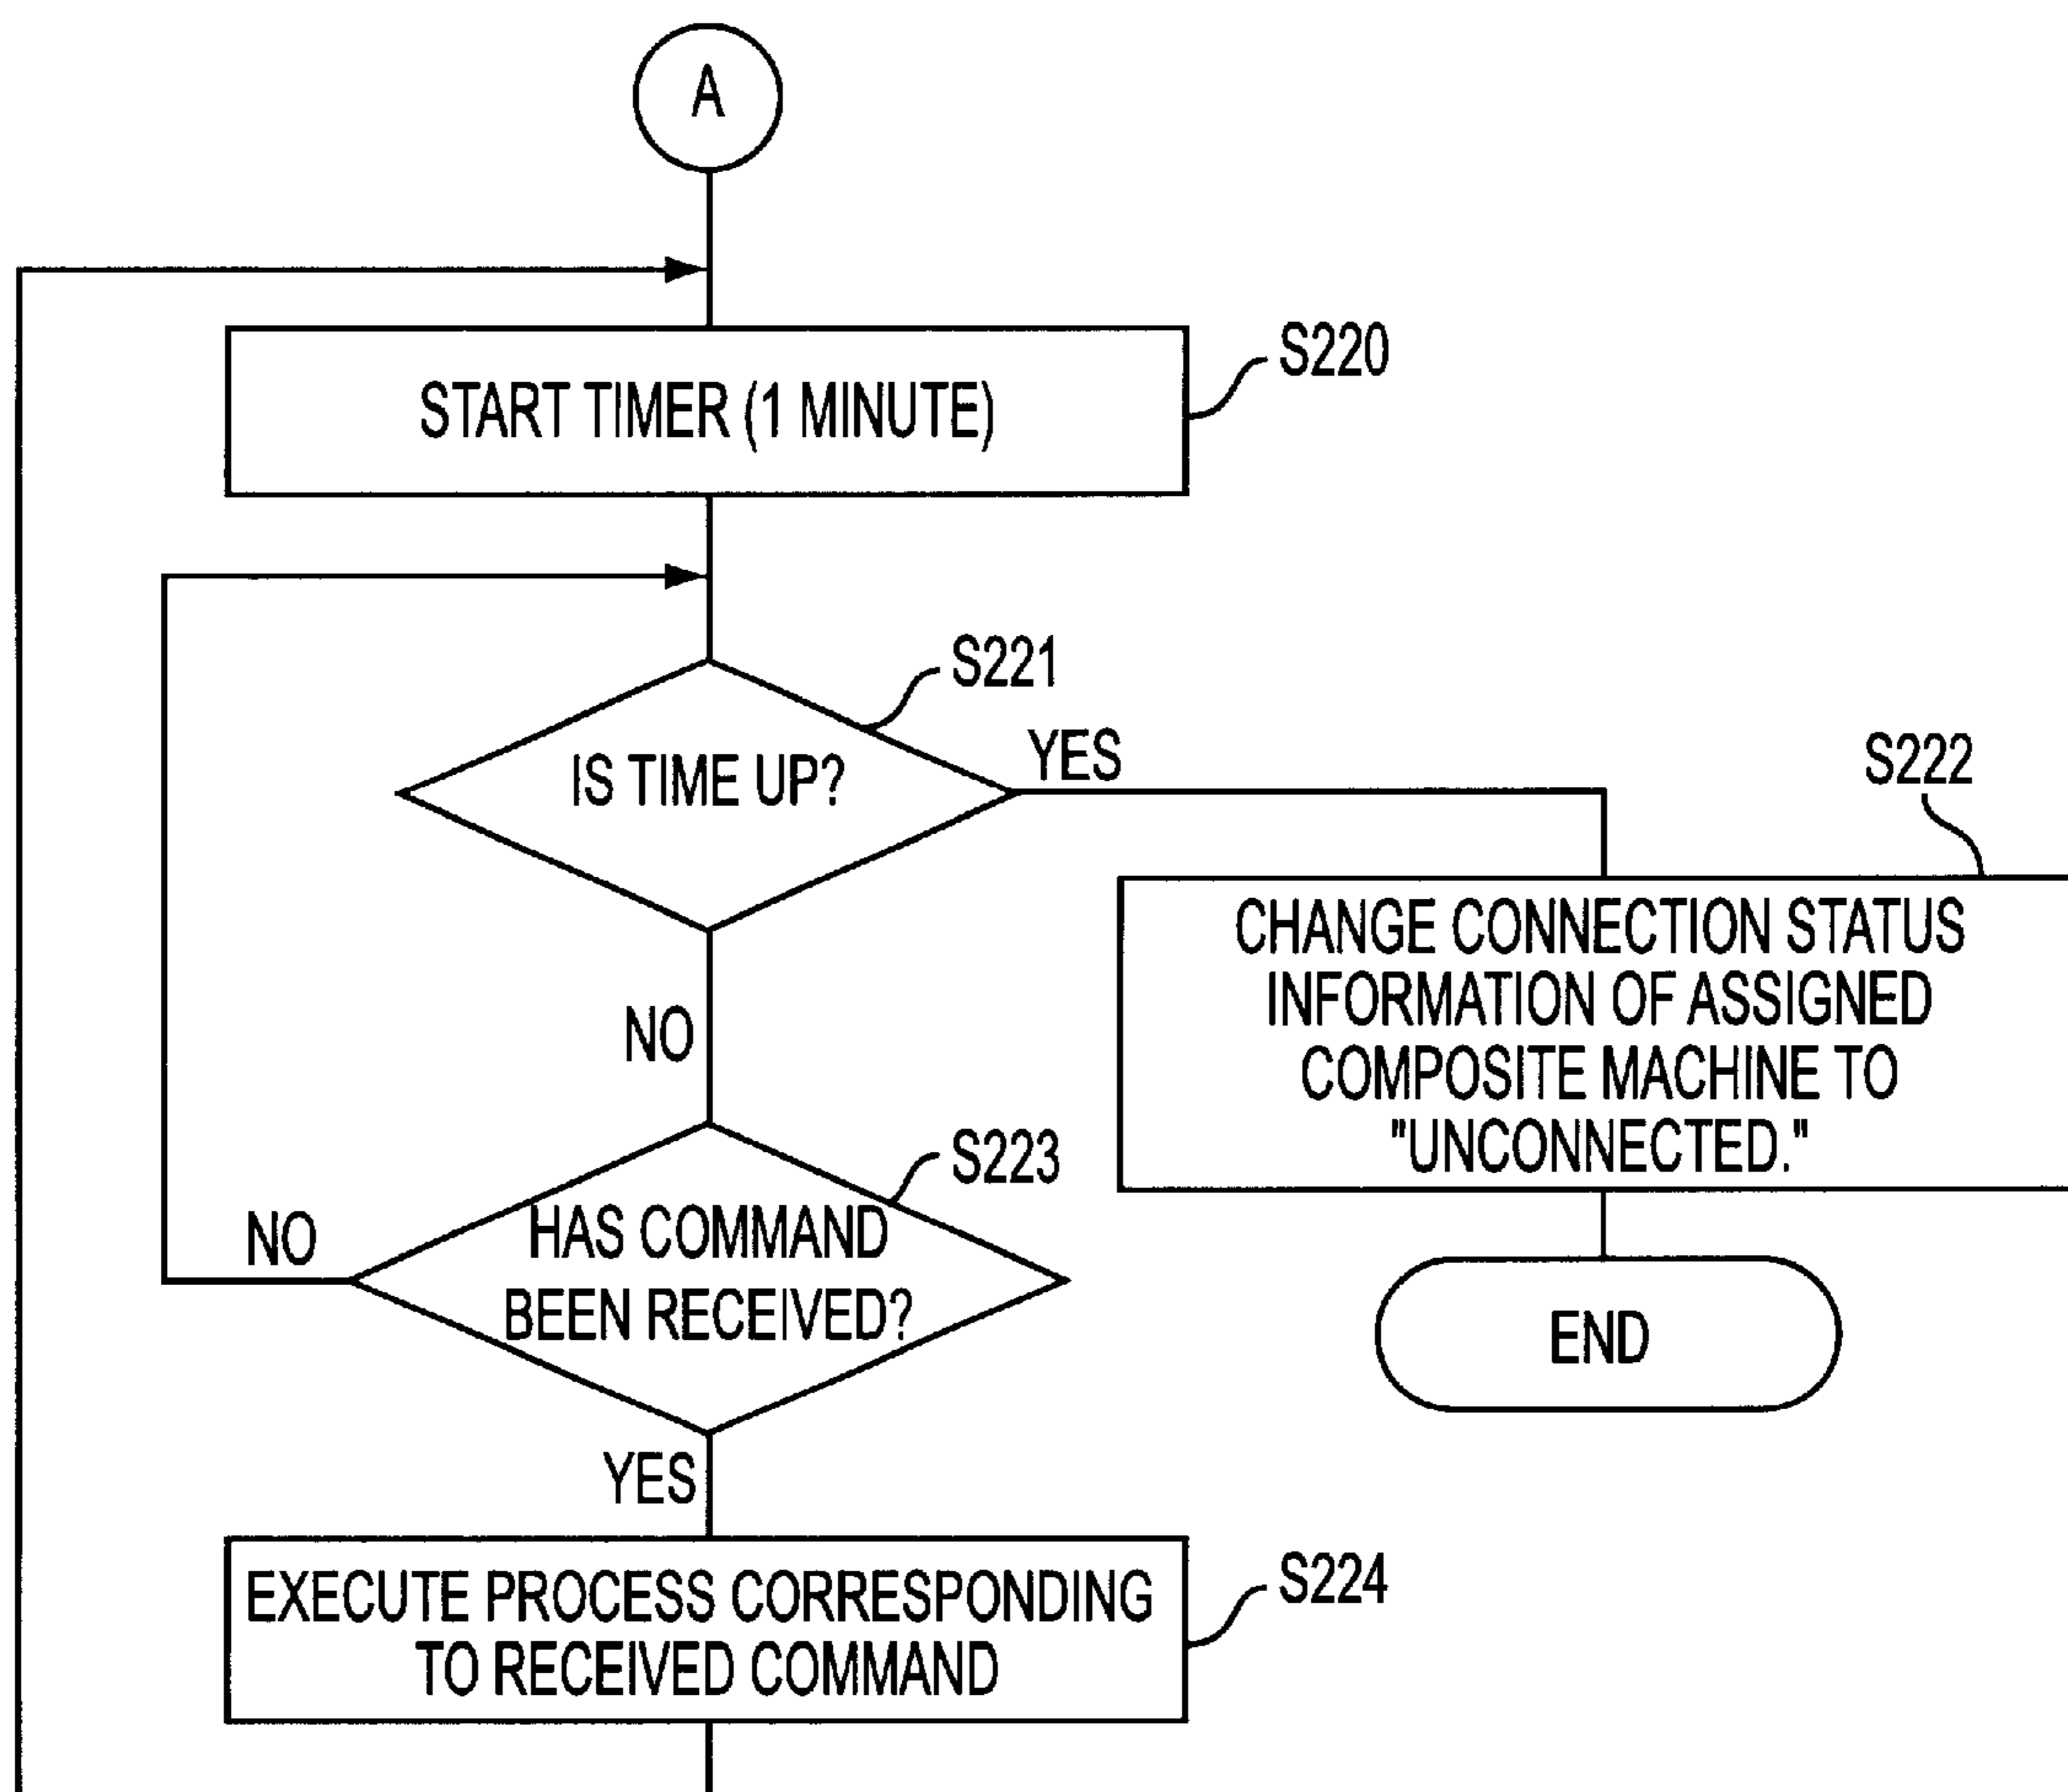 A
START TIMER (1 MINUTE)
S220
S221
IS TIME UP?
YES
S222
CHANGE CONNECTION STATUS
INFORMATION OF ASSIGNED
COMPOSITE MACHINE TO
"UNCONNECTED."
NO
S223
HAS COMMAND
BEEN RECEIVED?
NO
END
YES
EXECUTE PROCESS CORRESPONDING
TO RECEIVED COMMAND
S224